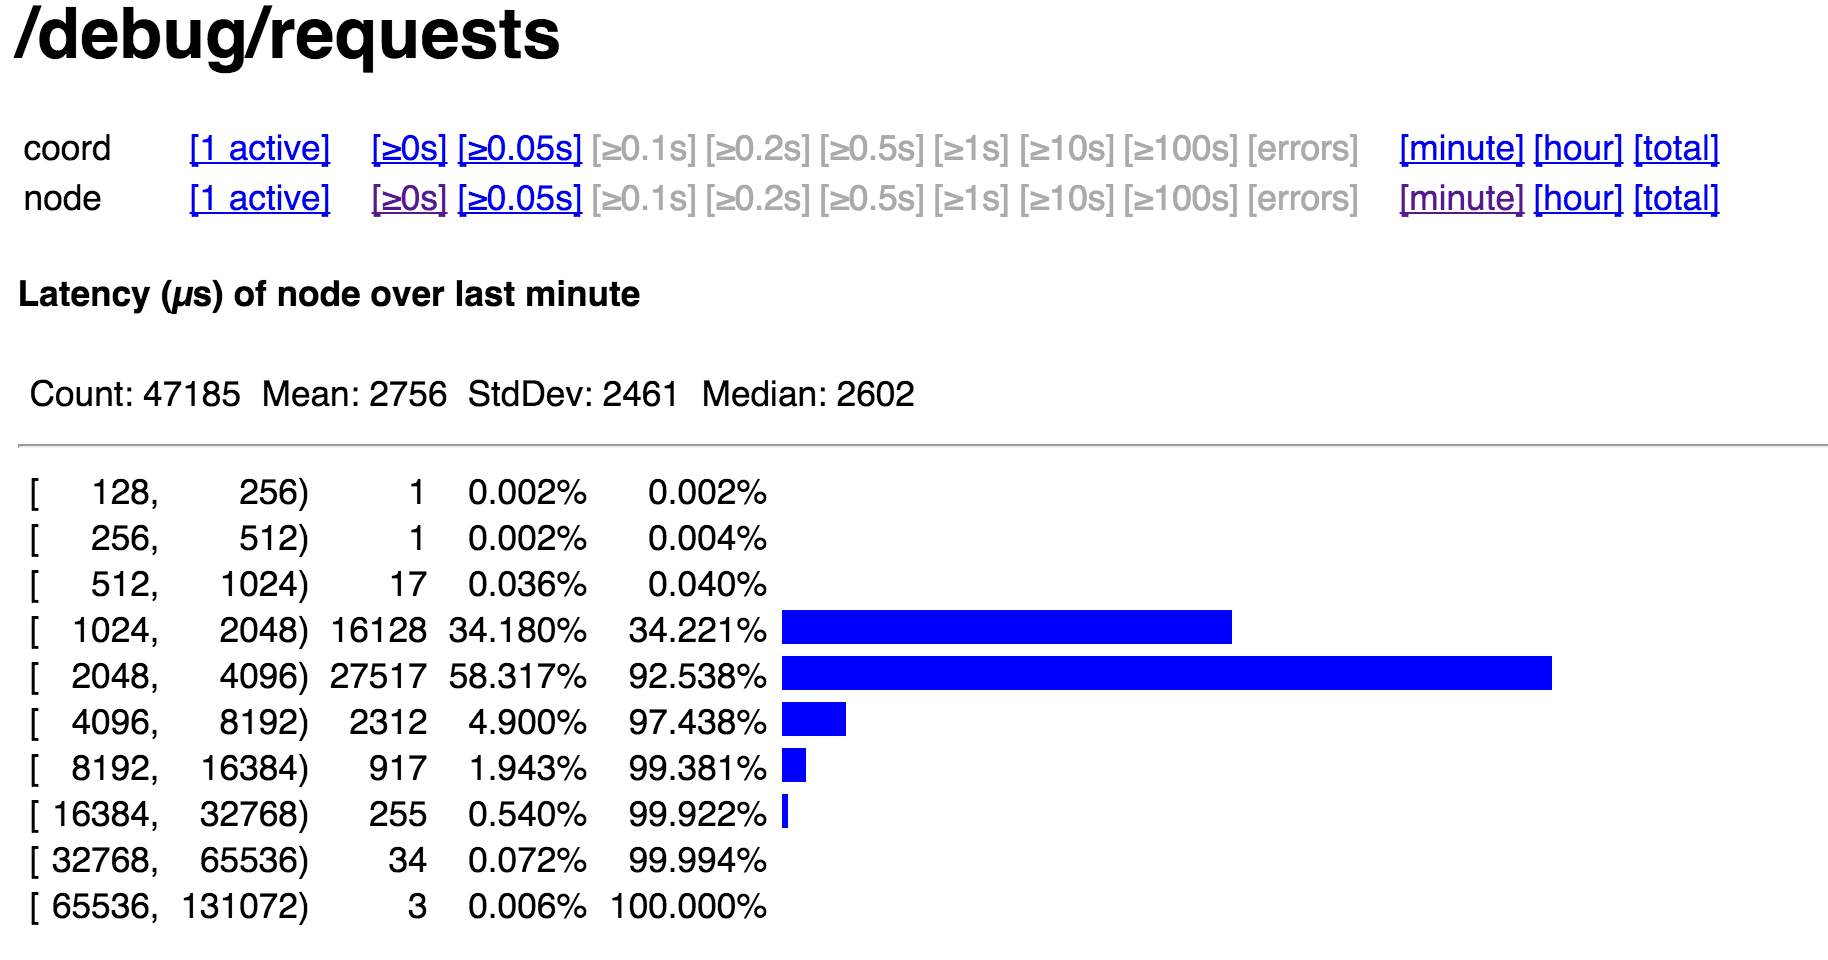 /debug/requests
coord [1 active] [≥0s] [≥0.05s] [≥0.1s] [≥0.2s] [≥0.5s] [≥1s] [≥10s] [≥100s] [errors] [minute] [hour] [total]
node [1 active] [≥0s] [≥0.05s] [≥0.1s] [≥0.2s] [≥0.5s] [≥1s] [≥10s] [≥100s] [errors] [minute] [hour] [total]
Latency (µs) of node over last minute
Count: 47185 Mean: 2756 StdDev: 2461 Median: 2602
[ 128, 256) 1 0.002% 0.002%
[ 256, 512) 1 0.002% 0.004%
[ 512, 1024) 17 0.036% 0.040%
[ 1024, 2048) 16128 34.180% 34.221%
[ 2048, 4096) 27517 58.317% 92.538%
[ 4096, 8192) 2312 4.900% 97.438%
[ 8192, 16384) 917 1.943% 99.381%
[ 16384, 32768) 255 0.540% 99.922%
[ 32768, 65536) 34 0.072% 99.994%
[ 65536, 131072) 3 0.006% 100.000%